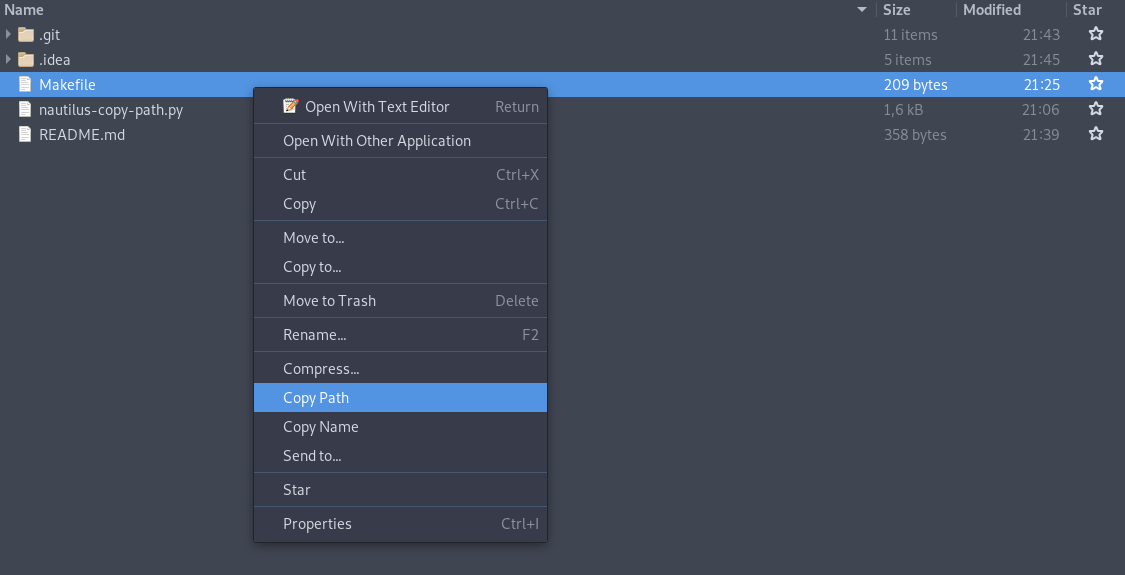 Name Size Modified Star
.git 11 items 21:43
.idea 5 items 21:45
Makefile 209 bytes 21:25
nautilus-copy-path.py 1,6 kB 21:06
README.md 358 bytes 21:39
Open With Text Editor Return
Open With Other Application
Cut Ctrl+X
Copy Ctrl+C
Move to...
Copy to...
Move to Trash Delete
Rename... F2
Compress...
Copy Path
Copy Name
Send to...
Star
Properties Ctrl+I